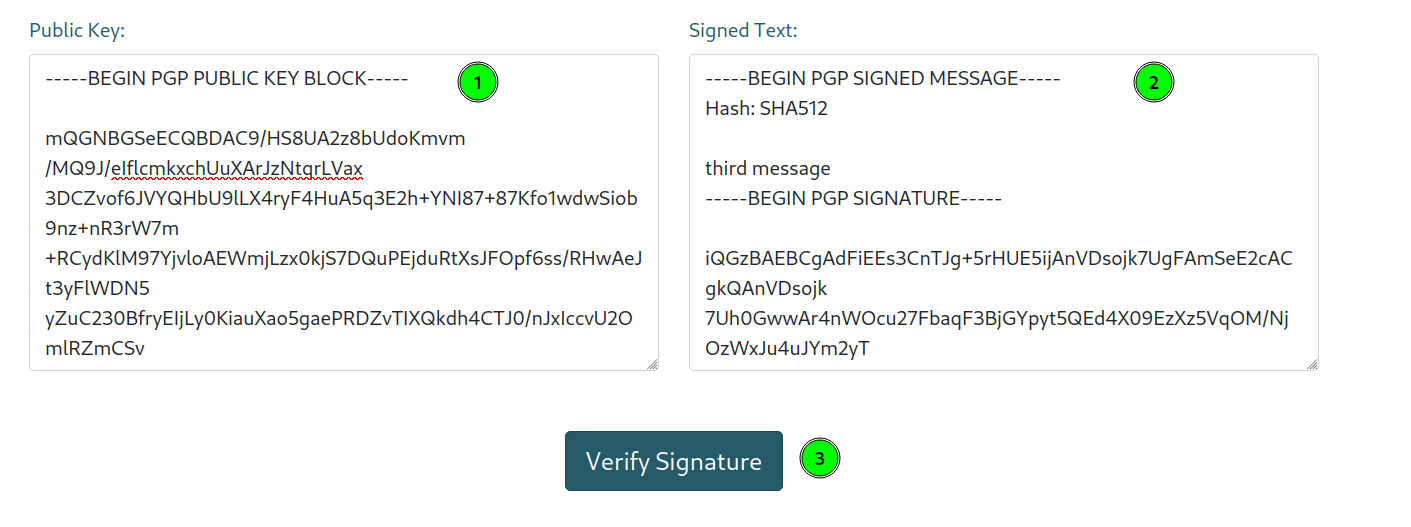 Public Key:
-----BEGIN PGP PUBLIC KEY BLOCK-----
1
mQGNBGSeECQBDAC9/HS8UA2z8bUdoKmvm
/MQ9J/eIflcmkxchUuXArJzNtqrLVax
3DCZvof6JVYQHbU9lLX4ryF4HuA5q3E2h+YNI87+87Kfo1wdwSiob
9nz+nR3rW7m
+RCydKlM97YjvloAEWmjLzx0kjS7DQuPEjduRtXsJFOpf6ss/RHwAeJ
t3yFlWDN5
yZuC230BfryEIjLy0KiauXao5gaePRDZvTIXQkdh4CTJ0/nJxIccvU2O
mlRZmCSv
Signed Text:
-----BEGIN PGP SIGNED MESSAGE-----
2
Hash: SHA512
third message
-----BEGIN PGP SIGNATURE-----
iQGzBAEBCgAdFiEEs3CnTJg+5rHUE5ijAnVDsojk7UgFAmSeE2cAC
gkQAnVDsojk
7Uh0GwwAr4nWOcu27FbaqF3BjGYpyt5QEd4X09EzXz5VqOM/Nj
OzWxJu4uJYm2yT
Verify Signature
3